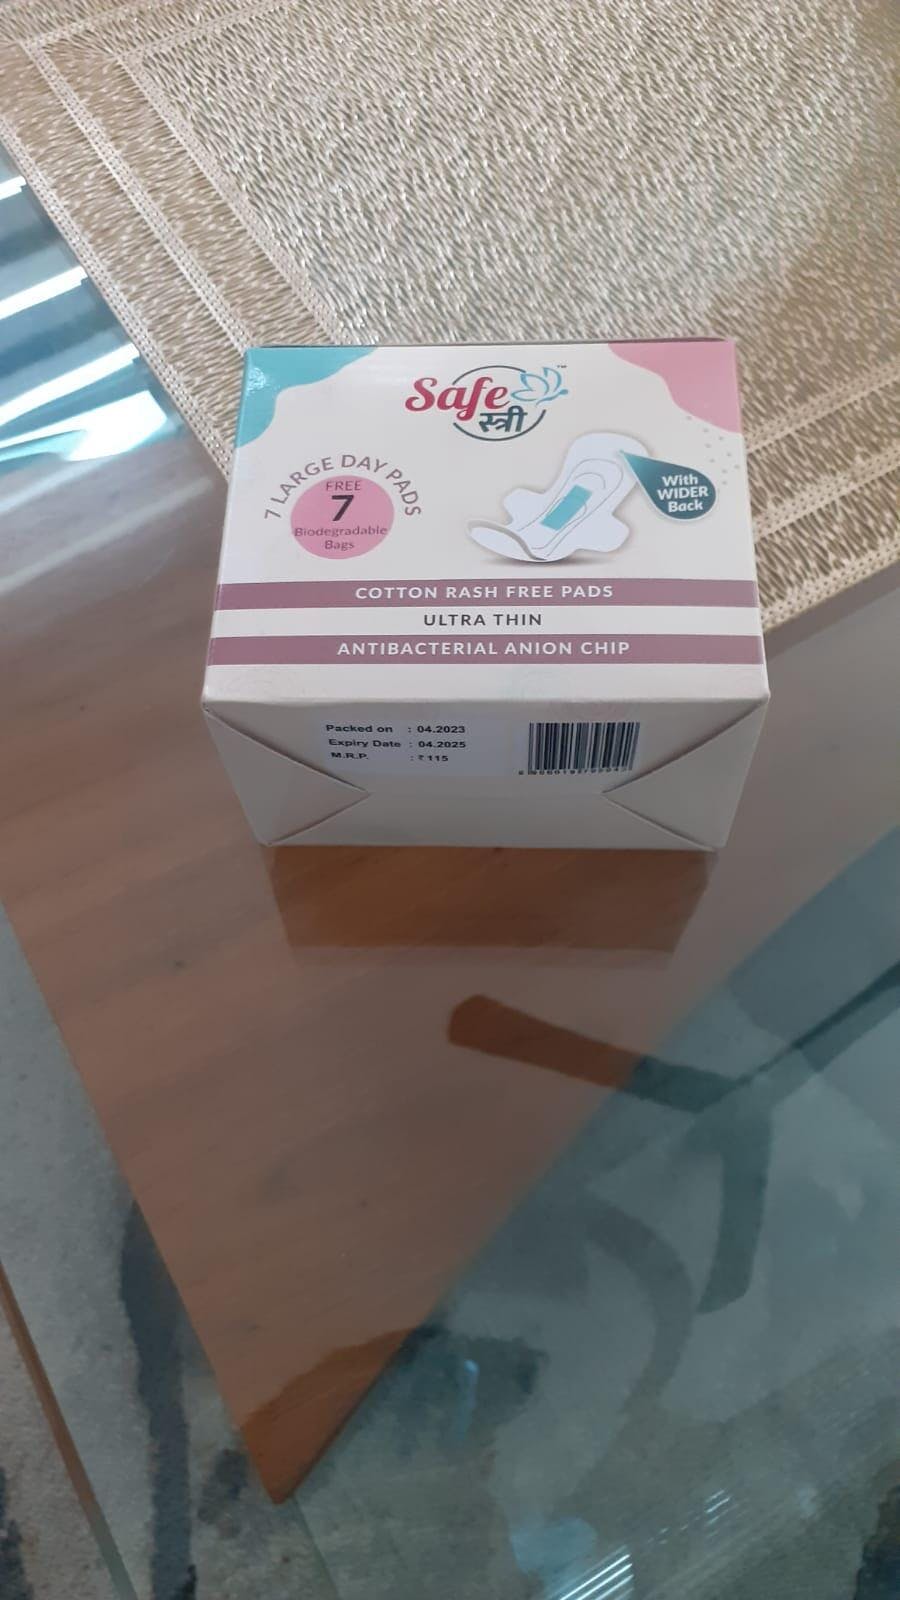 Safe
स्त्री
™
7 LARGE DAY PADS
FREE
7
Biodegradable
Bags
With
WIDER
Back
COTTON RASH FREE PADS
ULTRA THIN
ANTIBACTERIAL ANION CHIP
Packed on : 04.2023
Expiry Date : 04.2025
M.R.P. : ₹ 115